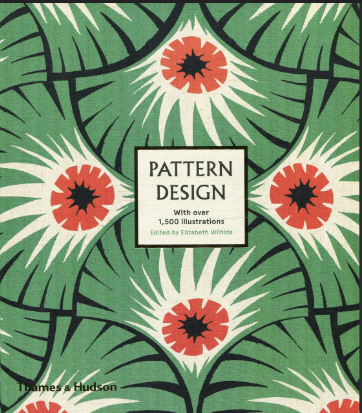 PATTERN
DESIGN
With over
1,500 illustrations
Edited by Elizabeth Wilhide
Thames & Hudson